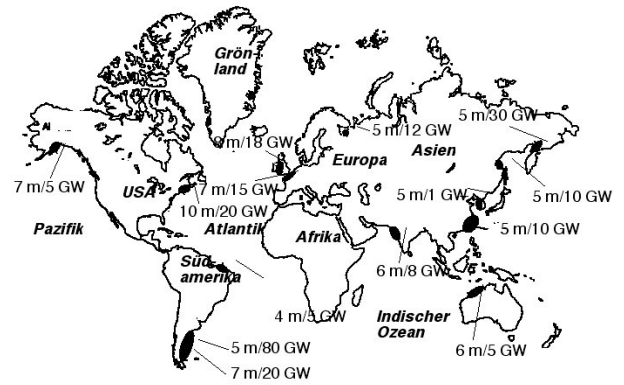 Grön-
land
5 m/30 GW
8 m/18 GW
5 m/12 GW
Europa
Asien
7 m/5 GW
USA
7 m/15 GW
5 m/1 GW
5 m/10 GW
10 m/20 GW
Pazifik
Atlantik
Afrika
5 m/10 GW
Süd-
amerika
6 m/8 GW
4 m/5 GW
Indischer
Ozean
5 m/80 GW
6 m/5 GW
7 m/20 GW